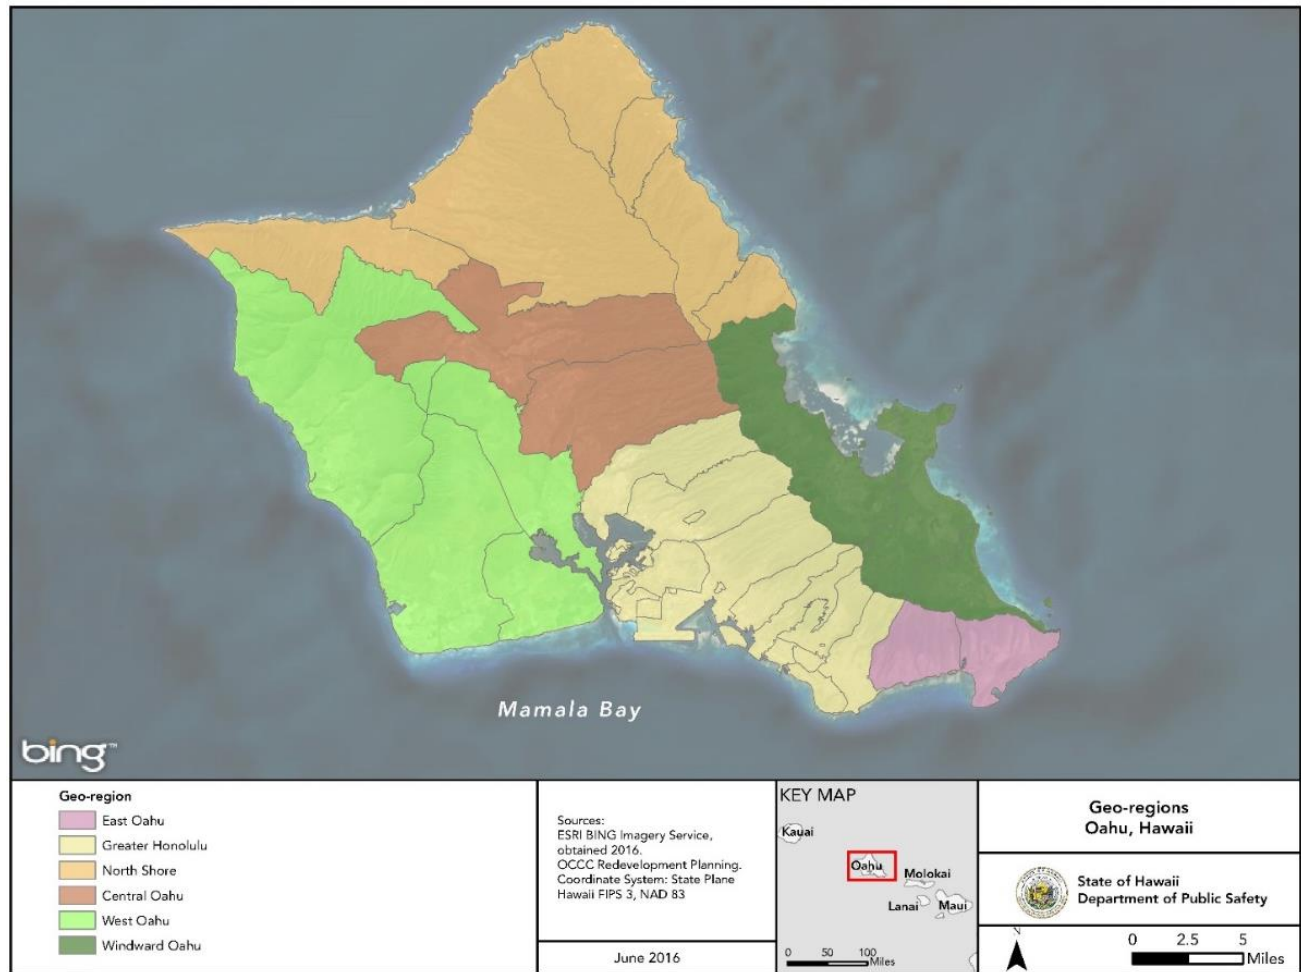 Mamala Bay
bing™
Geo-region
East Oahu
Greater Honolulu
North Shore
Central Oahu
West Oahu
Windward Oahu
Sources:
ESRI BING Imagery Service,
obtained 2016.
OCCC Redevelopment Planning.
Coordinate System: State Plane
Hawaii FIPS 3, NAD 83
June 2016
KEY MAP
Kauai
Oahu
Molokai
Lanai
Maui
0 50 100
Miles
Geo-regions
Oahu, Hawaii
State of Hawaii
Department of Public Safety
N
0 2.5 5
Miles